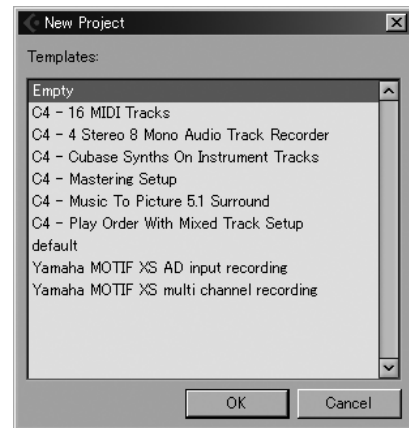 New Project
Templates:
Empty
C4 - 16 MIDI Tracks
C4 - 4 Stereo 8 Mono Audio Track Recorder
C4 - Cubase Synths On Instrument Tracks
C4 - Mastering Setup
C4 - Music To Picture 5.1 Surround
C4 - Play Order With Mixed Track Setup
default
Yamaha MOTIF XS AD input recording
Yamaha MOTIF XS multi channel recording
OK Cancel